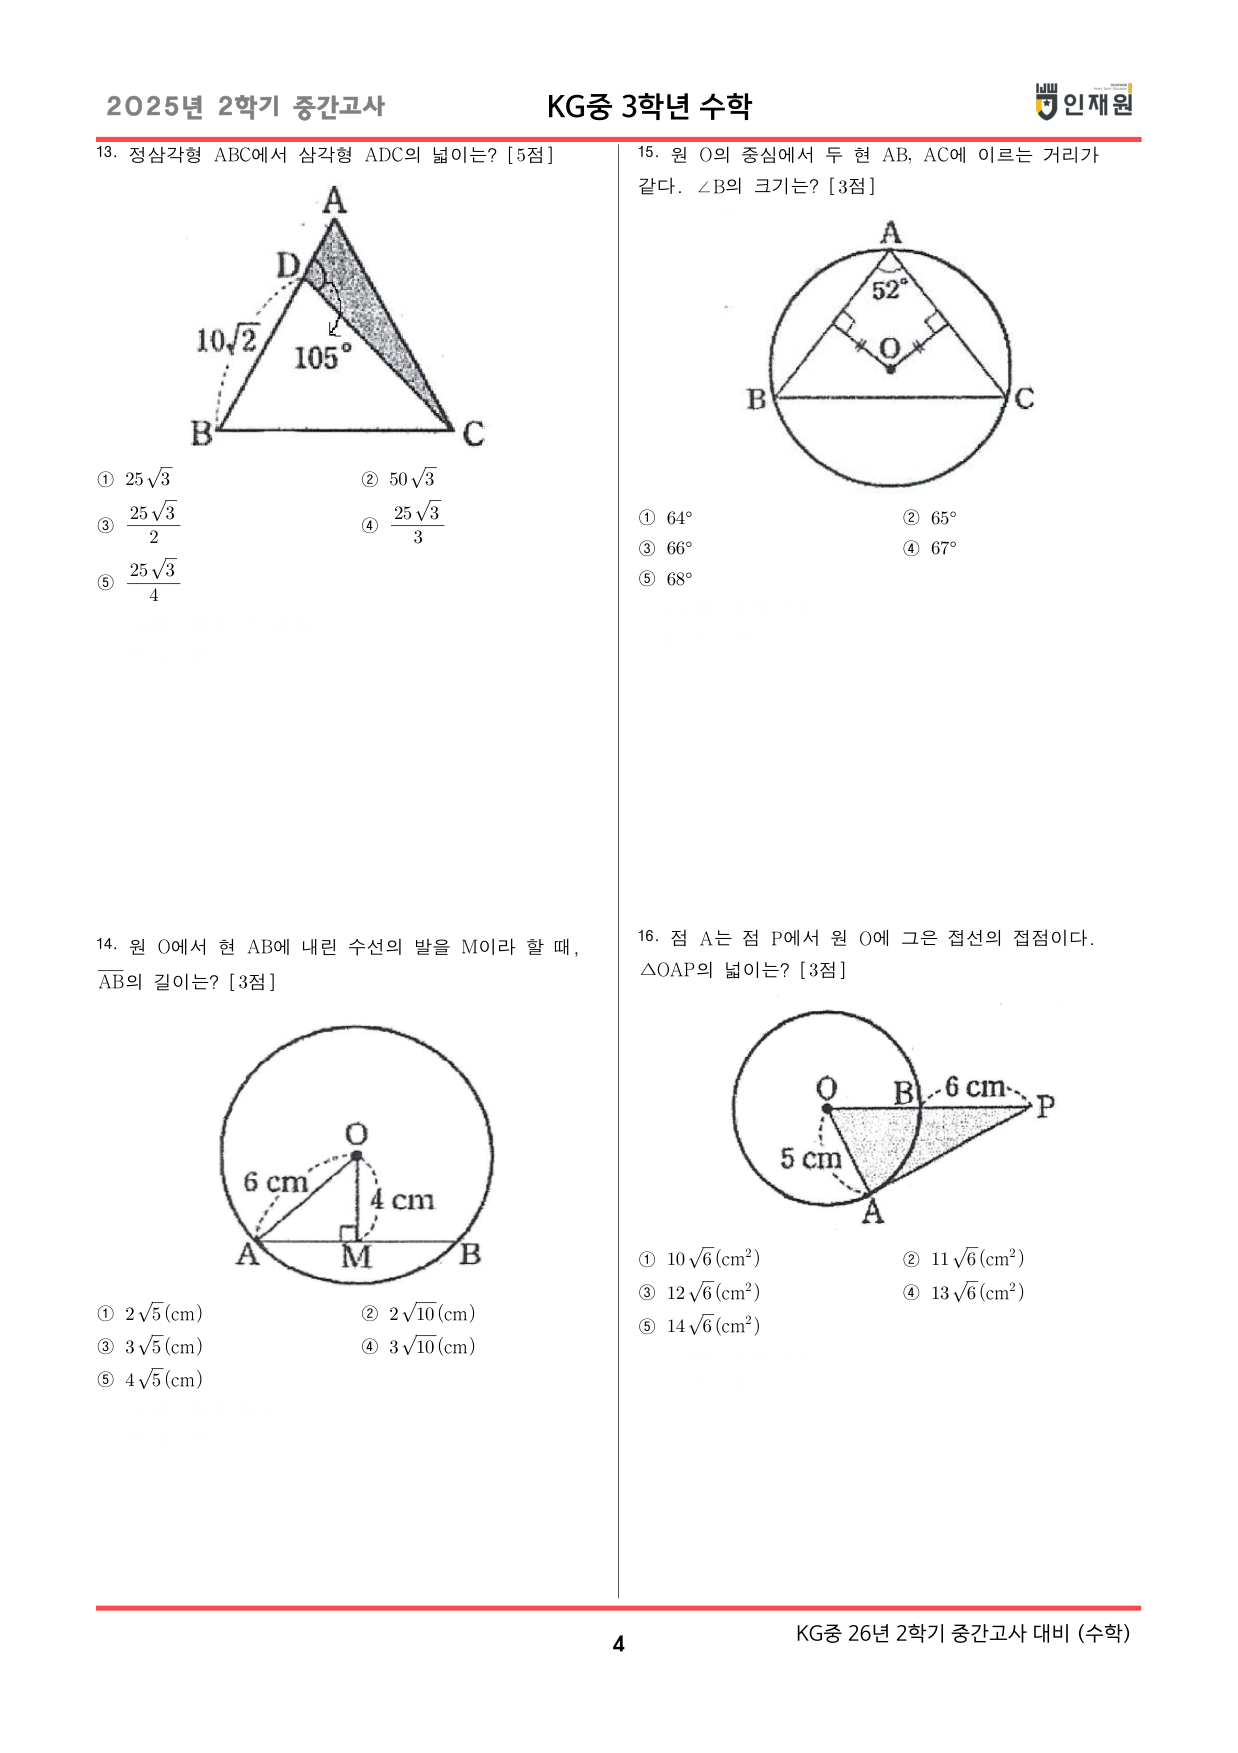 2025년 2학기 중간고사
KG중 3학년 수학
인재원
13. 정삼각형 ABC에서 삼각형 ADC의 넓이는? [5점]
A
D
10√2
105°
B
C
① 25√3
② 50√3
③ 25√3/2
④ 25√3/3
⑤ 25√3/4
14. 원 O에서 현 AB에 내린 수선의 발을 M이라 할 때,
AB의 길이는? [3점]
O
6 cm
4 cm
A
M
B
① 2√5(cm)
② 2√10(cm)
③ 3√5(cm)
④ 3√10(cm)
⑤ 4√5(cm)
15. 원 O의 중심에서 두 현 AB, AC에 이르는 거리가
같다. ∠B의 크기는? [3점]
A
52°
O
B
C
① 64°
② 65°
③ 66°
④ 67°
⑤ 68°
16. 점 A는 점 P에서 원 O에 그은 접선의 접점이다.
△OAP의 넓이는? [3점]
O
B
6 cm
P
5 cm
A
① 10√6(cm²)
② 11√6(cm²)
③ 12√6(cm²)
④ 13√6(cm²)
⑤ 14√6(cm²)
4
KG중 26년 2학기 중간고사 대비 (수학)